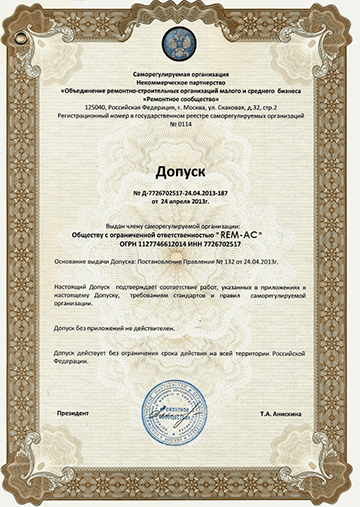 Саморегулируемая организация
Некоммерческое партнерство
«Объединение ремонтно-строительных организаций малого и среднего бизнеса
«Ремонтное сообщество»
125040, Российская Федерация, г. Москва, ул. Скаковая, д.32, стр.2
Регистрационный номер в государственном реестре саморегулируемых организаций
№ 0114
Допуск
№ Д-7726702517-24.04.2013-187
от 24 апреля 2013г.
Выдан члену саморегулируемой организации:
Обществу с ограниченной ответственностью "REM-AC"
ОГРН 1127746612014 ИНН 7726702517
Основание выдачи Допуска: Постановления Правления № 132 от 24.04.2013г.
Настоящий Допуск подтверждает соответствие работ, указанных в приложениях к
настоящему Допуску, требованиям стандартов и правил саморегулируемой
организации.
Допуск без приложений не действителен.
Допуск действует без ограничения срока действия на всей территории Российской
Федерации.
РЕМОНТНОЕ
СООБЩЕСТВО
Президент
Т.А. Анискина